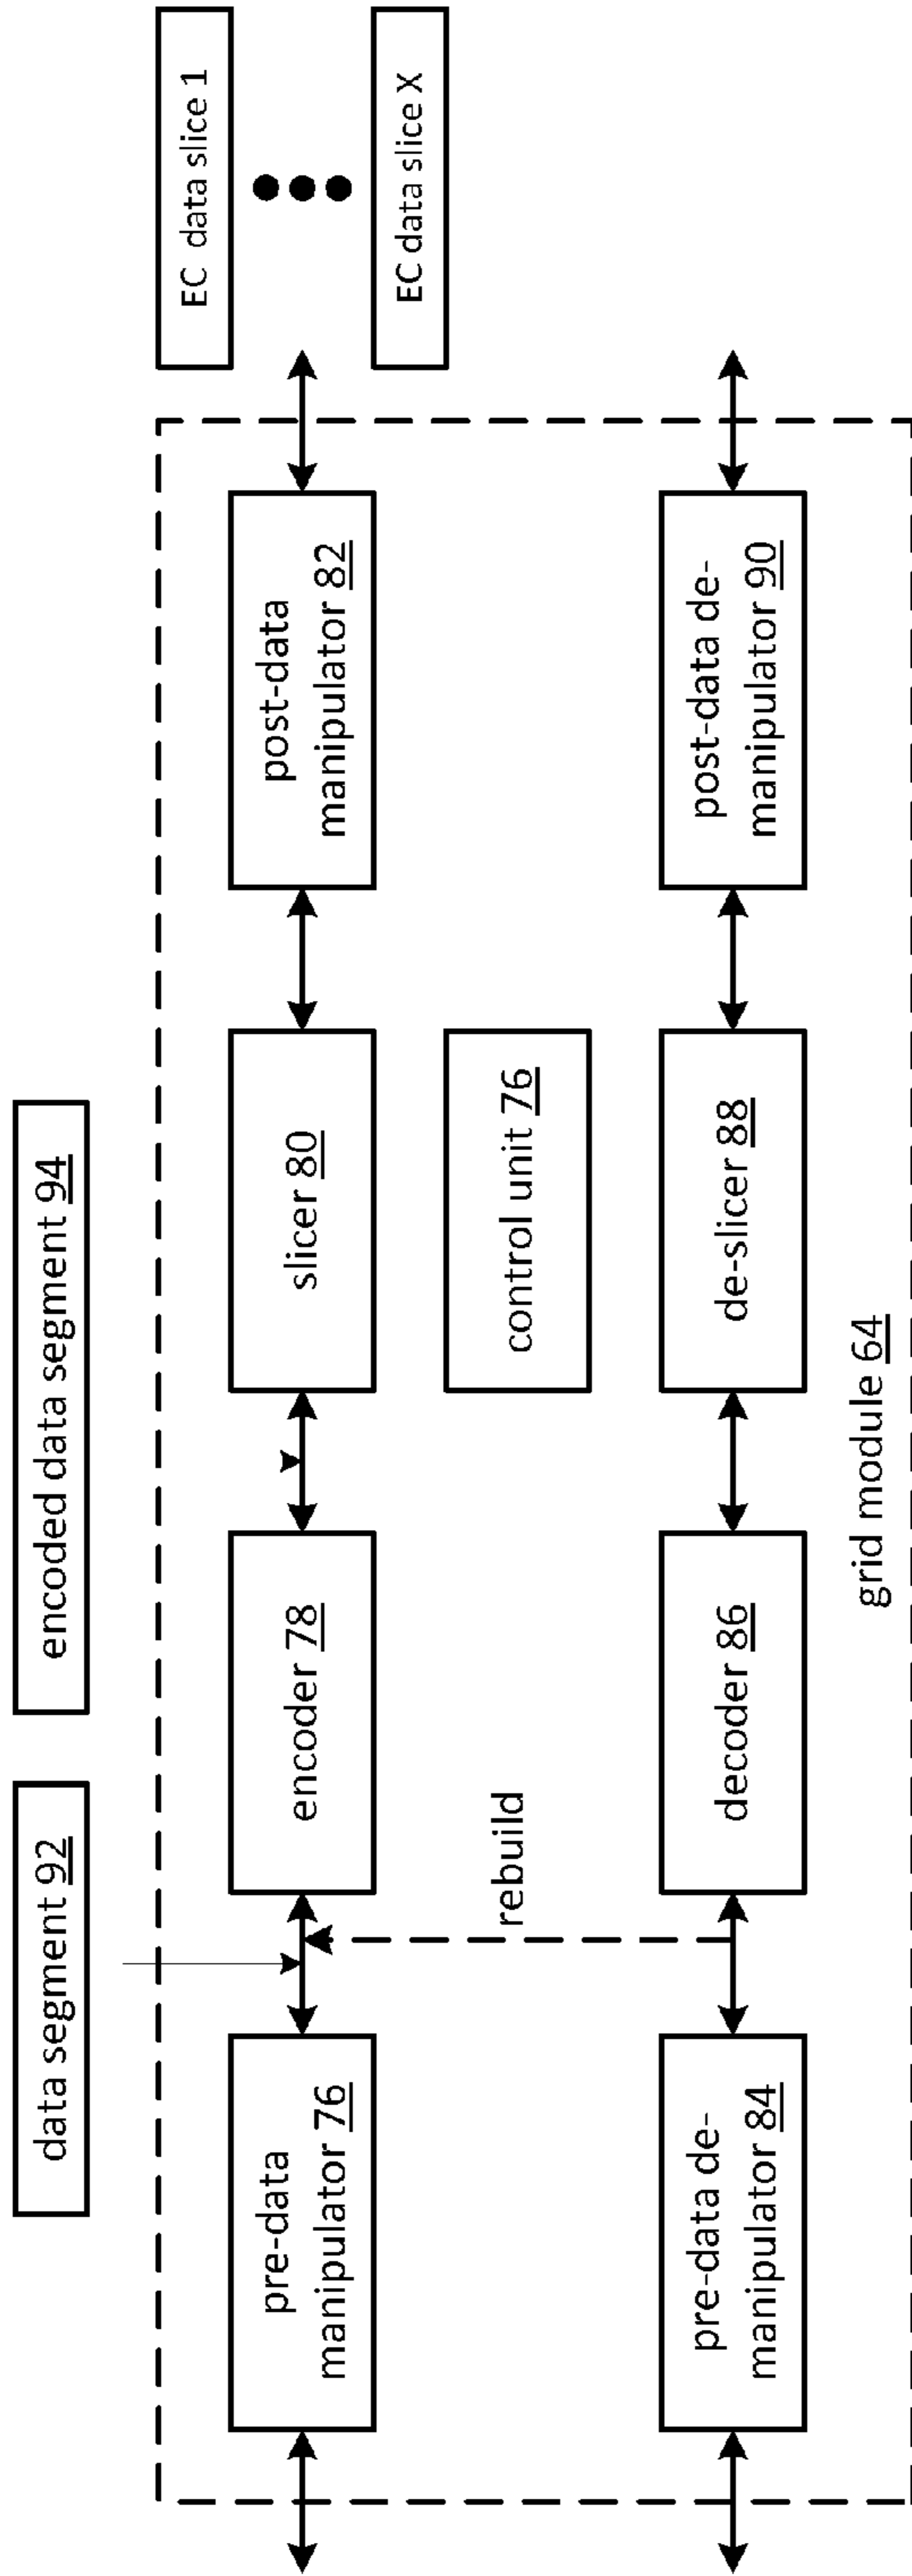 data segment 92
encoded data segment 94
pre-data
manipulator 76
encoder 78
slicer 80
post-data
manipulator 82
EC data slice 1
EC data slice X
rebuild
control unit 76
pre-data de-
manipulator 84
decoder 86
de-slicer 88
post-data de-
manipulator 90
grid module 64